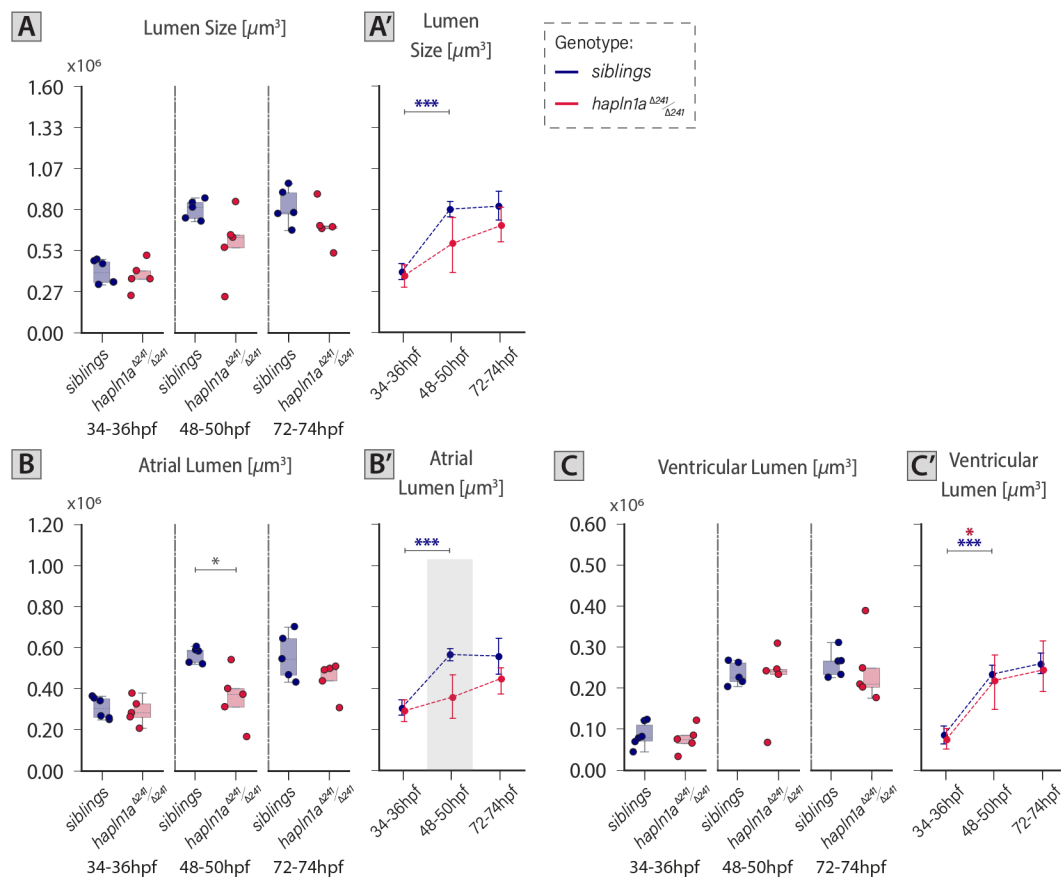 A
Lumen Size [μm³]
x10⁶
1.60
1.33
1.07
0.80
0.53
0.27
0.00
siblings
hapln1a Δ241/Δ241
siblings
hapln1a Δ241/Δ241
siblings
hapln1a Δ241/Δ241
34-36hpf
48-50hpf
72-74hpf
A′
Lumen
Size [μm³]
***
34-36hpf
48-50hpf
72-74hpf
Genotype:
siblings
hapln1a Δ241/Δ241
B
Atrial Lumen [μm³]
x10⁶
1.20
1.00
0.80
0.60
0.40
0.20
0.00
*
siblings
hapln1a Δ241/Δ241
siblings
hapln1a Δ241/Δ241
siblings
hapln1a Δ241/Δ241
34-36hpf
48-50hpf
72-74hpf
B′
Atrial
Lumen [μm³]
***
34-36hpf
48-50hpf
72-74hpf
C
Ventricular Lumen [μm³]
x10⁶
0.60
0.50
0.40
0.30
0.20
0.10
0.00
siblings
hapln1a Δ241/Δ241
siblings
hapln1a Δ241/Δ241
siblings
hapln1a Δ241/Δ241
34-36hpf
48-50hpf
72-74hpf
C′
Ventricular
Lumen [μm³]
*
***
34-36hpf
48-50hpf
72-74hpf